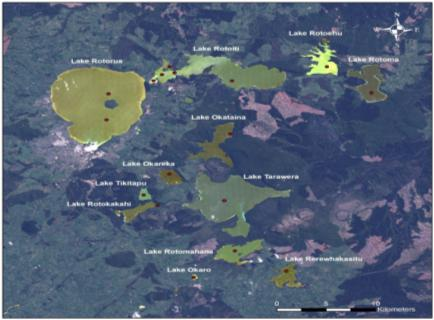 Lake Rotoehu
N
W E
S
Lake Rotoiti
Lake Rotorua
Lake Rotoma
Lake Okataina
Lake Okareka
Lake Tikitapu
Lake Tarawera
Lake Rotokakahi
Lake Rotomahana
Lake Rerewhakaaitu
Lake Okaro
0 5 10
Kilometers